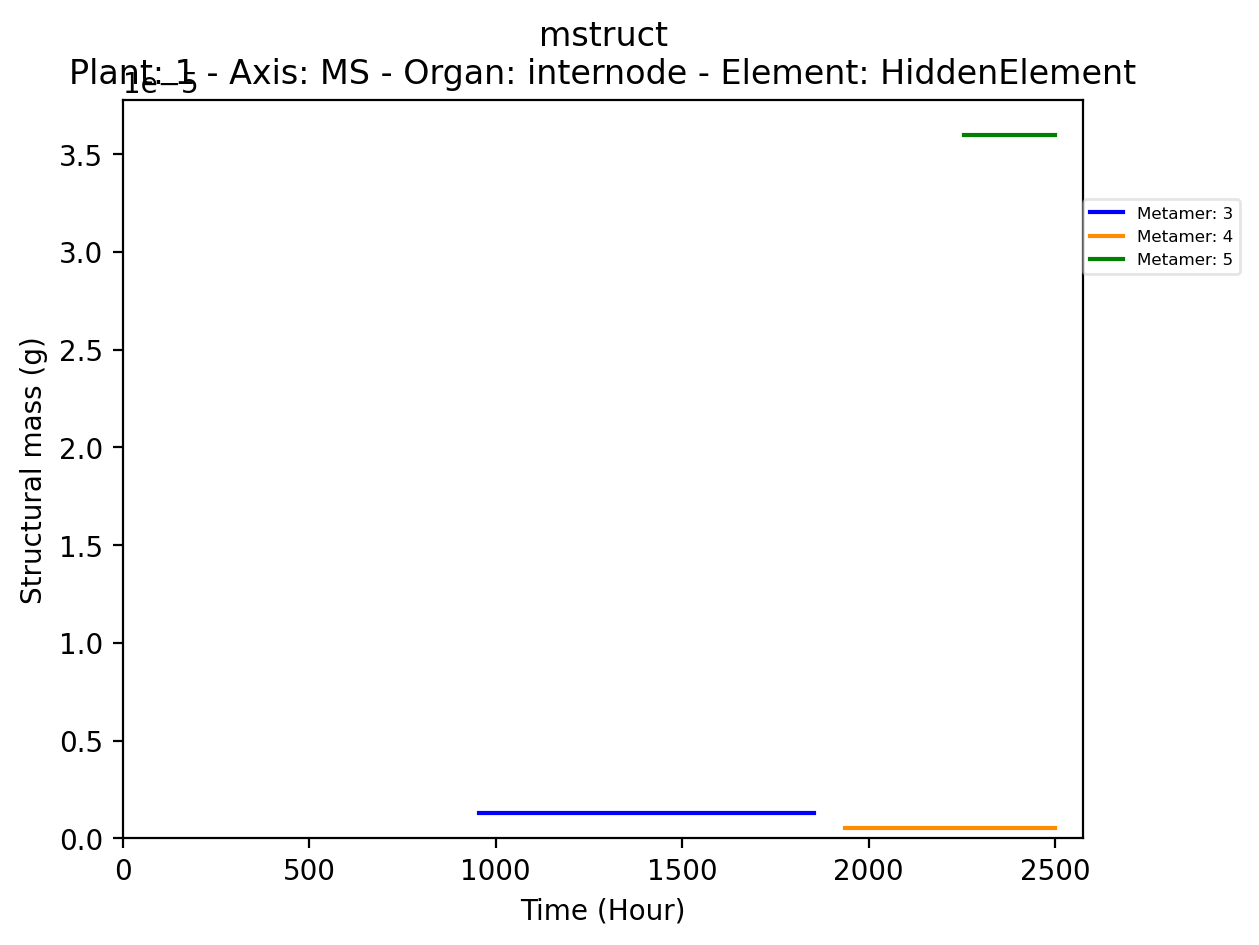 mstruct
Plant: 1 - Axis: MS - Organ: internode - Element: HiddenElement
1e−5
3.5
3.0
2.5
2.0
1.5
1.0
0.5
0.0
Structural mass (g)
0 500 1000 1500 2000 2500
Time (Hour)
Metamer: 3
Metamer: 4
Metamer: 5